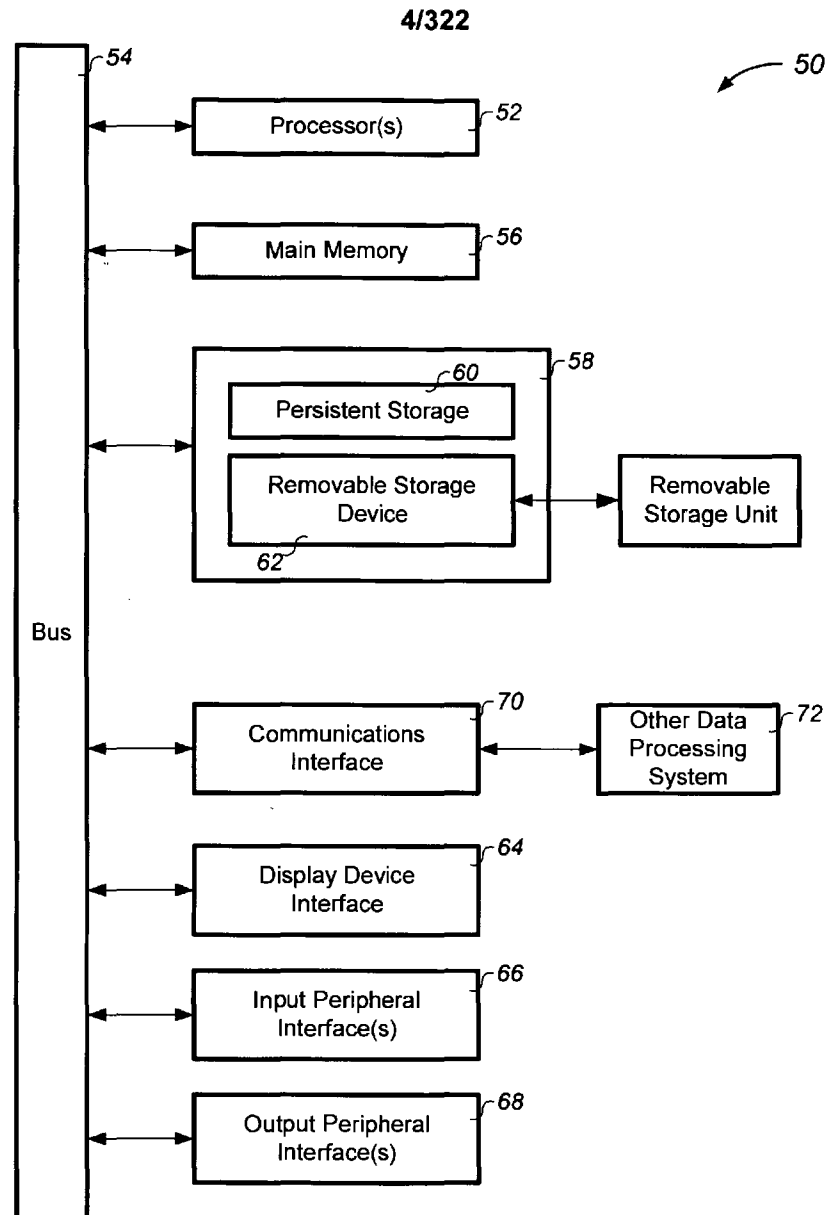 4/322
54
50
Processor(s)
52
Main Memory
56
58
60
Persistent Storage
Removable Storage
Device
62
Removable
Storage Unit
Bus
70
Communications
Interface
Other Data
Processing
System
72
64
Display Device
Interface
66
Input Peripheral
Interface(s)
68
Output Peripheral
Interface(s)